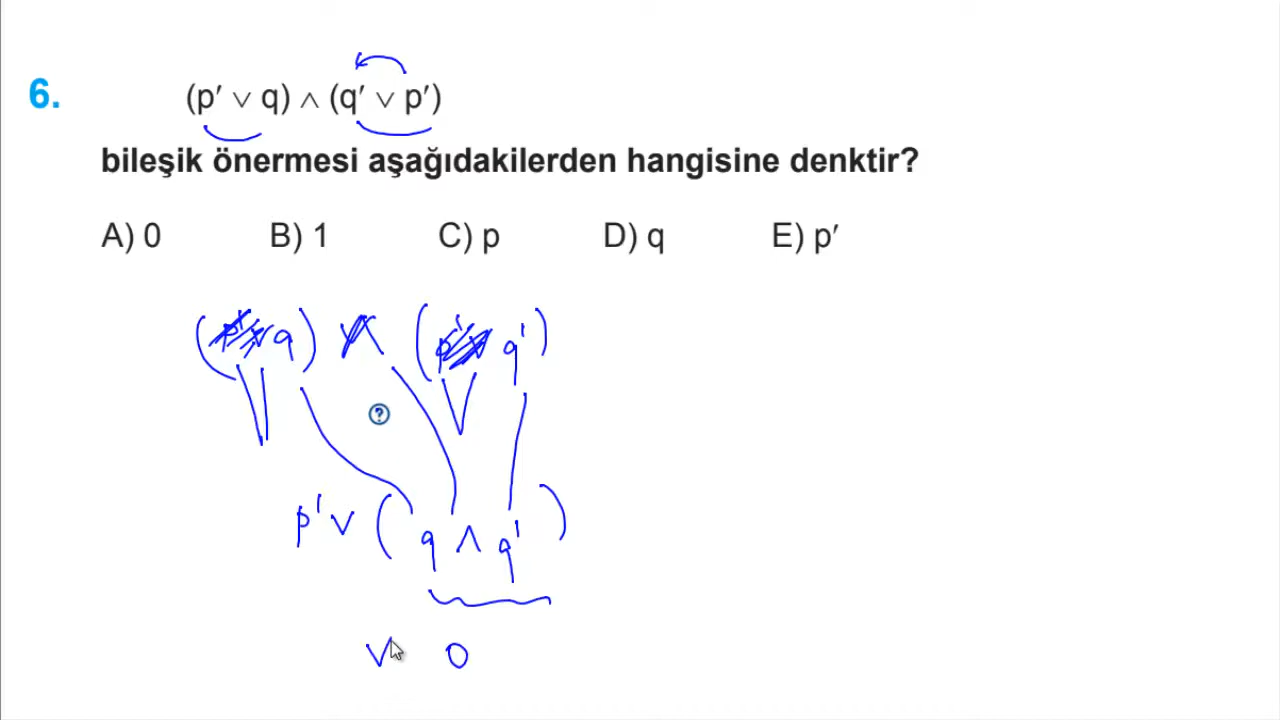 6. (p′ ∨ q) ∧ (q′ ∨ p′)
bileşik önermesi aşağıdakilerden hangisine denktir?
A) 0 B) 1 C) p D) q E) p′
(p' ∨ q) ∧ (p' ∨ q')
?
p' ∨ ( q ∧ q' )
∨ 0